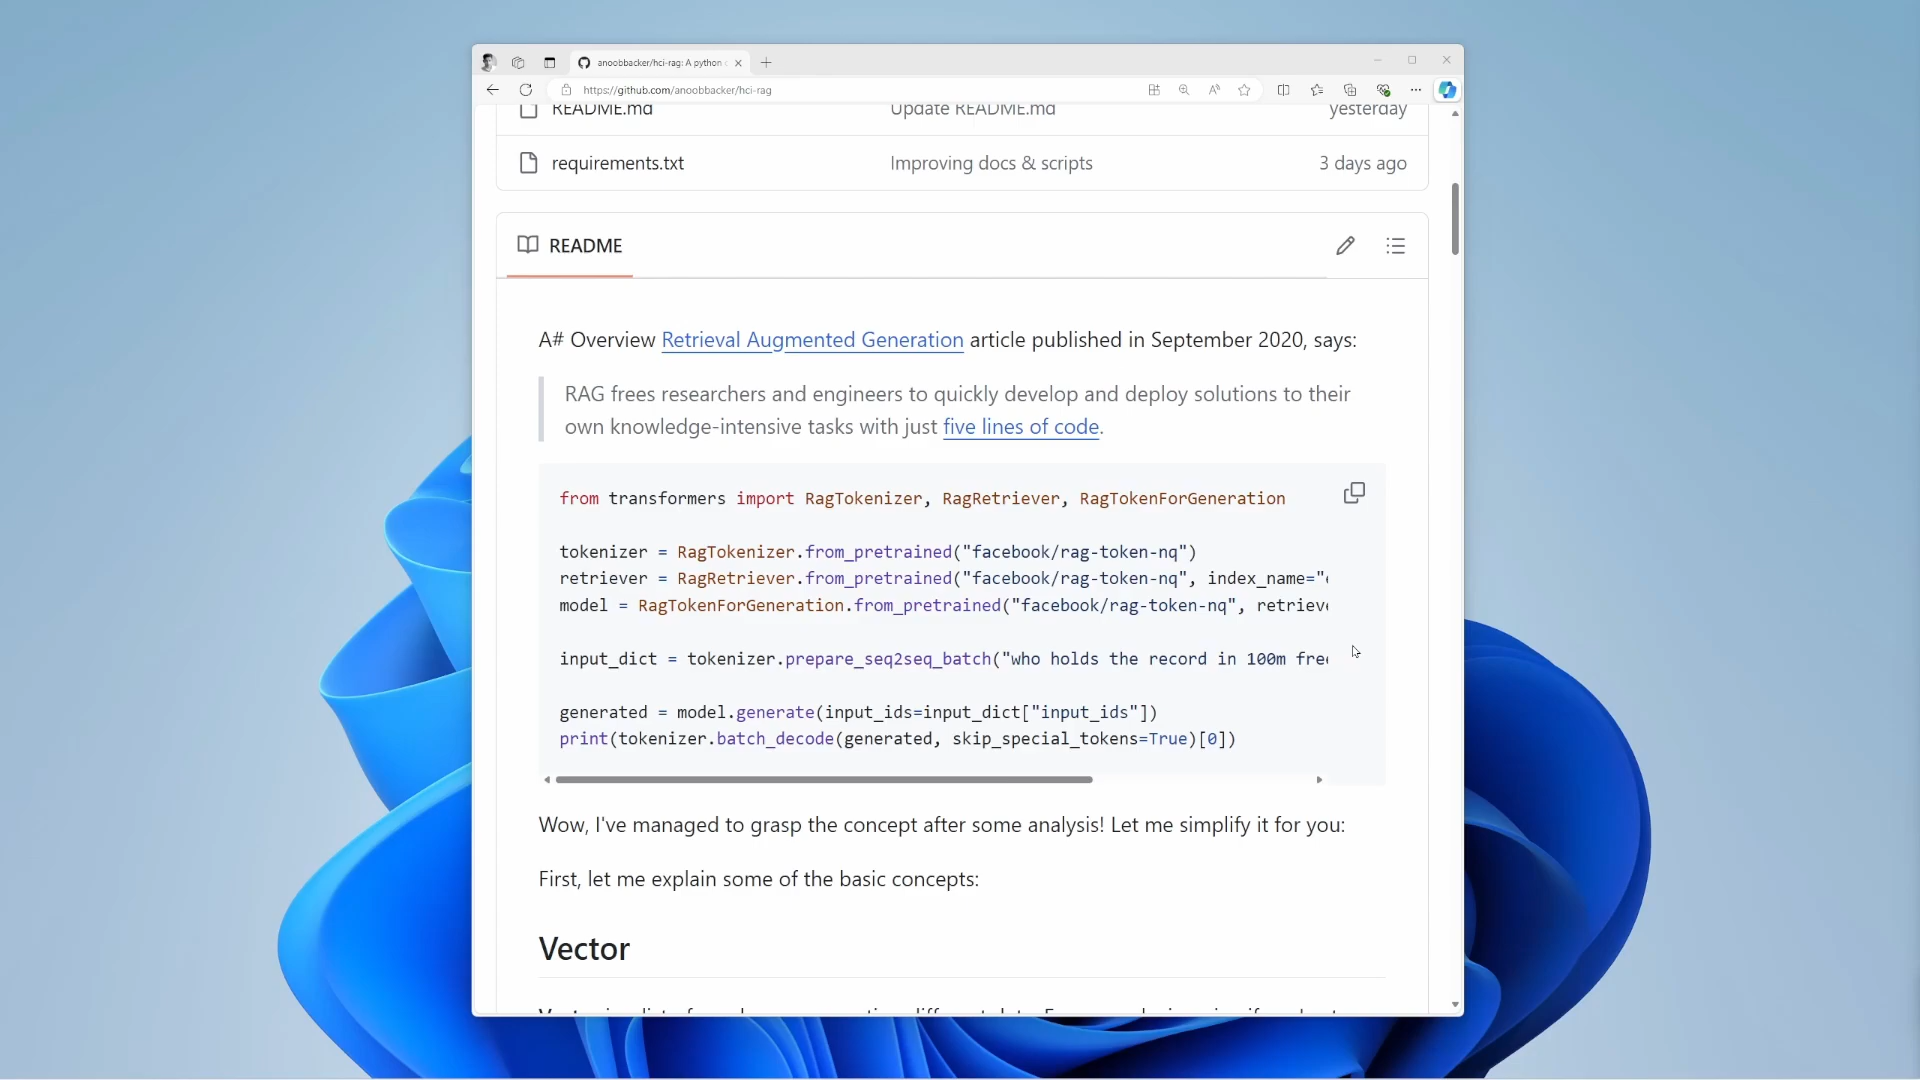 anoobbacker/hci-rag: A python
https://github.com/anoobbacker/hci-rag
README.md Update README.md yesterday
requirements.txt Improving docs & scripts 3 days ago
README
A# Overview Retrieval Augmented Generation article published in September 2020, says:
RAG frees researchers and engineers to quickly develop and deploy solutions to their
own knowledge-intensive tasks with just five lines of code.
from transformers import RagTokenizer, RagRetriever, RagTokenForGeneration
tokenizer = RagTokenizer.from_pretrained("facebook/rag-token-nq")
retriever = RagRetriever.from_pretrained("facebook/rag-token-nq", index_name="
model = RagTokenForGeneration.from_pretrained("facebook/rag-token-nq", retrieve
input_dict = tokenizer.prepare_seq2seq_batch("who holds the record in 100m free
generated = model.generate(input_ids=input_dict["input_ids"])
print(tokenizer.batch_decode(generated, skip_special_tokens=True)[0])
Wow, I've managed to grasp the concept after some analysis! Let me simplify it for you:
First, let me explain some of the basic concepts:
Vector